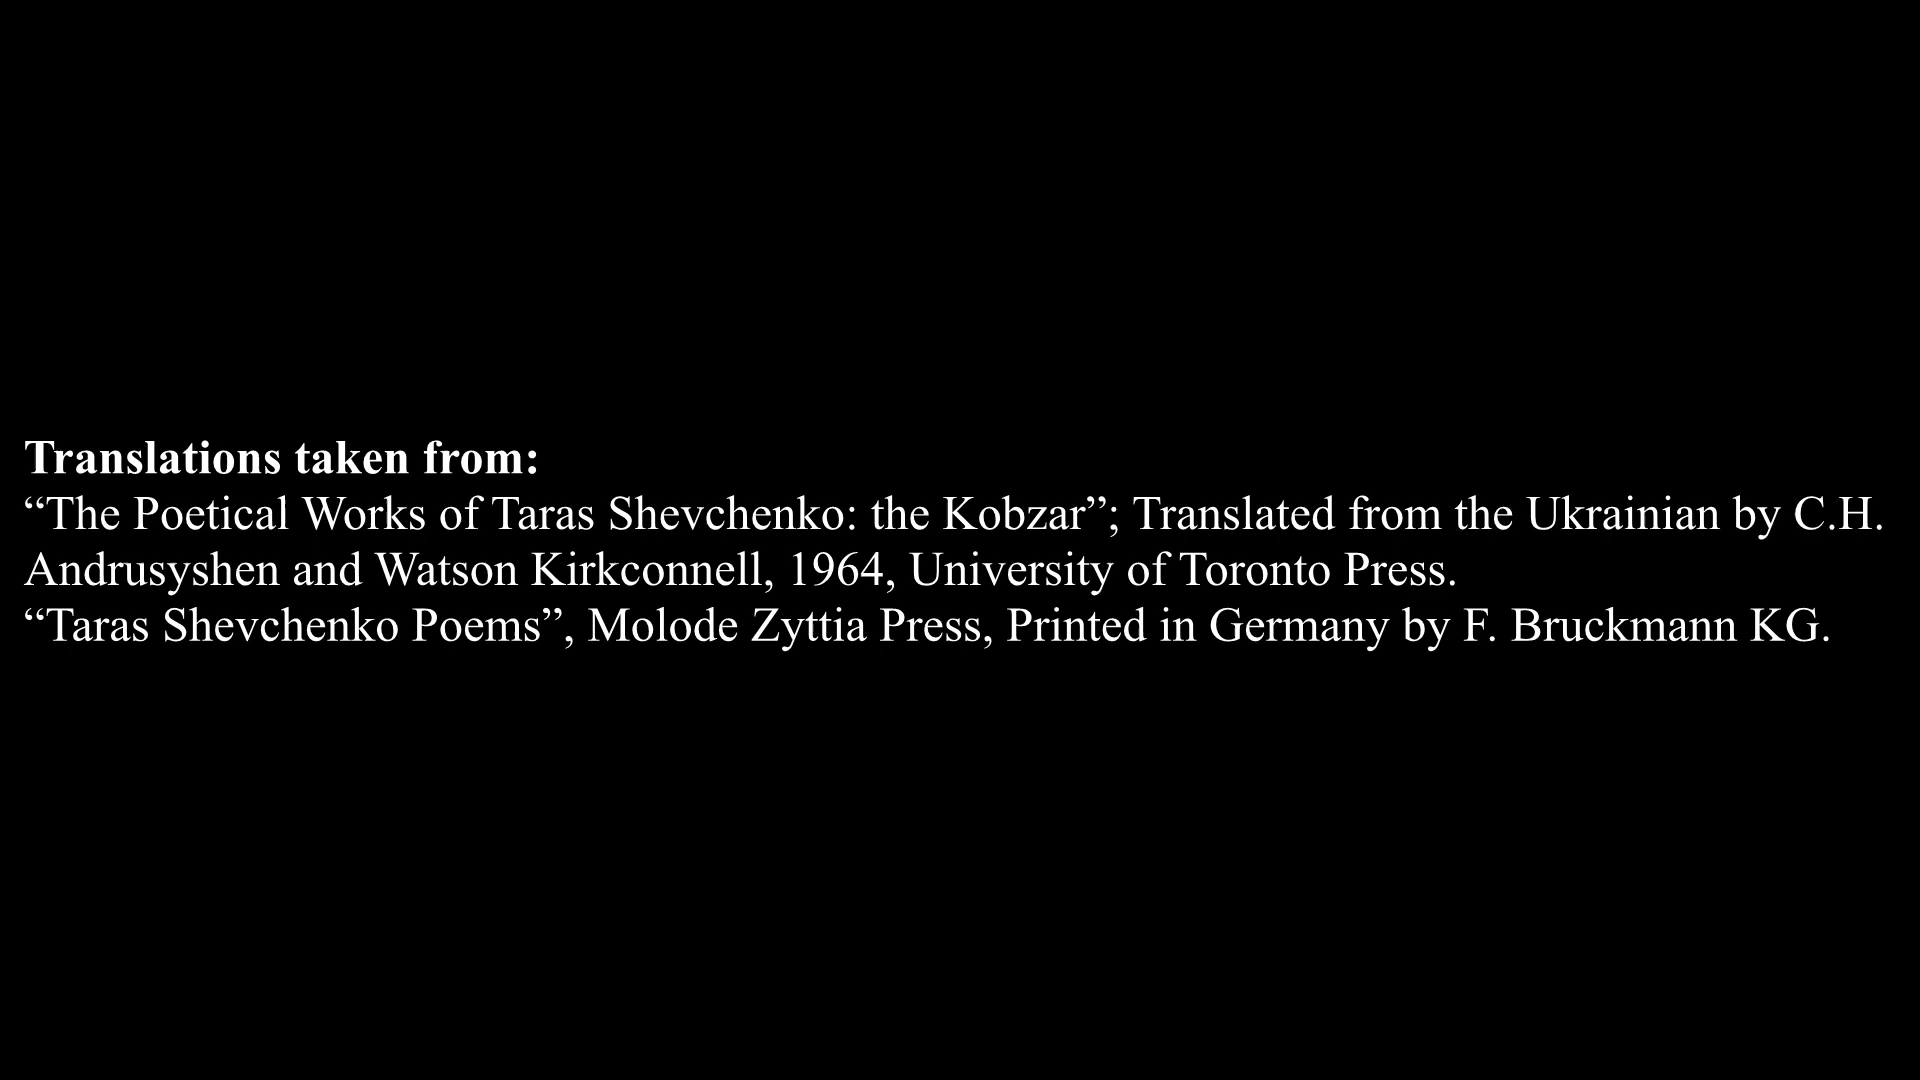 Translations taken from:
“The Poetical Works of Taras Shevchenko: the Kobzar”; Translated from the Ukrainian by C.H.
Andrusyshen and Watson Kirkconnell, 1964, University of Toronto Press.
“Taras Shevchenko Poems”, Molode Zyttia Press, Printed in Germany by F. Bruckmann KG.